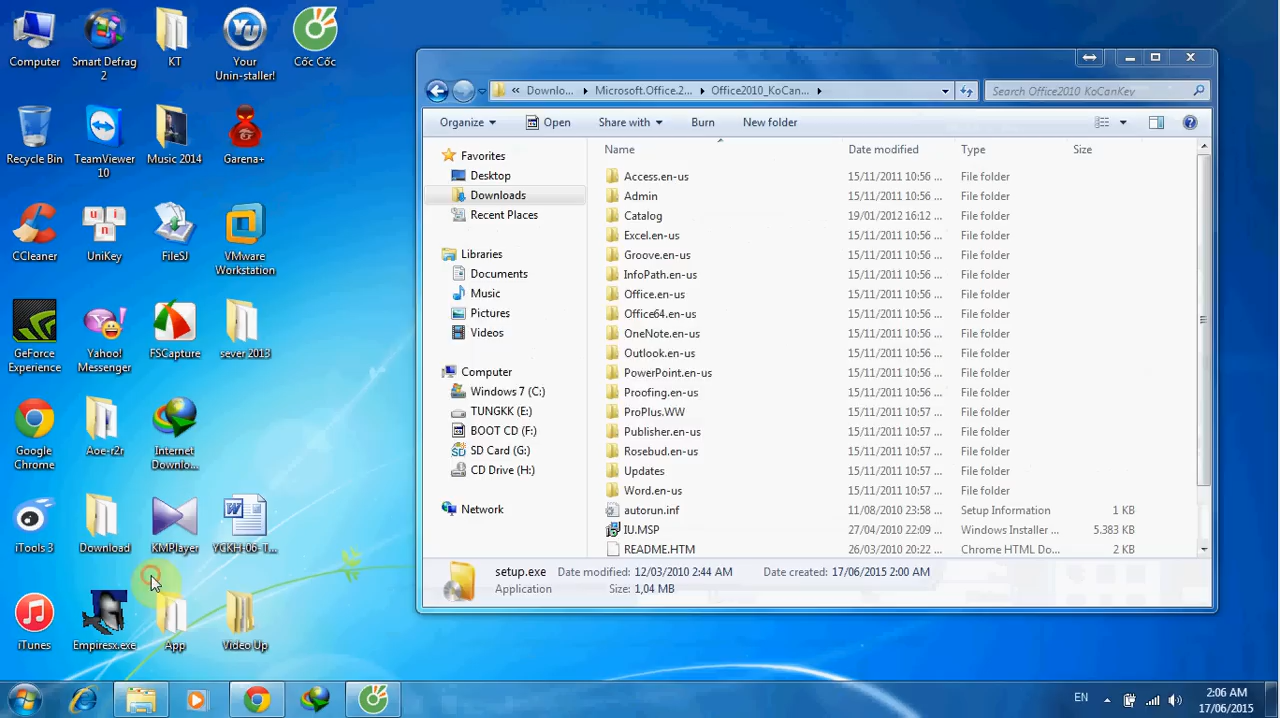 Computer
Smart Defrag
2
KT
Your
Unin-staller!
Cốc Cốc
Recycle Bin
TeamViewer
10
Music 2014
Garena+
CCleaner
UniKey
FileSJ
VMware
Workstation
GeForce
Experience
Yahoo!
Messenger
FSCapture
sever 2013
Google
Chrome
Aoe-r2r
Internet
Downlo...
iTools 3
Download
KMPlayer
YCKH-06-T...
iTunes
Empiresx.exe
App
Video Up
« Downlo... Microsoft.Office.2... Office2010_KoCan...
Search Office2010 KoCanKey
Organize Open Share with Burn New folder
Favorites
Desktop
Downloads
Recent Places
Libraries
Documents
Music
Pictures
Videos
Computer
Windows 7 (C:)
TUNGKK (E:)
BOOT CD (F:)
SD Card (G:)
CD Drive (H:)
Network
Name Date modified Type Size
Access.en-us 15/11/2011 10:56 ... File folder
Admin 15/11/2011 10:56 ... File folder
Catalog 19/01/2012 16:12 ... File folder
Excel.en-us 15/11/2011 10:56 ... File folder
Groove.en-us 15/11/2011 10:56 ... File folder
InfoPath.en-us 15/11/2011 10:56 ... File folder
Office.en-us 15/11/2011 10:56 ... File folder
Office64.en-us 15/11/2011 10:56 ... File folder
OneNote.en-us 15/11/2011 10:56 ... File folder
Outlook.en-us 15/11/2011 10:56 ... File folder
PowerPoint.en-us 15/11/2011 10:56 ... File folder
Proofing.en-us 15/11/2011 10:56 ... File folder
ProPlus.WW 15/11/2011 10:57 ... File folder
Publisher.en-us 15/11/2011 10:57 ... File folder
Rosebud.en-us 15/11/2011 10:57 ... File folder
Updates 15/11/2011 10:57 ... File folder
Word.en-us 15/11/2011 10:57 ... File folder
autorun.inf 11/08/2010 23:58 ... Setup Information 1 KB
IU.MSP 27/04/2010 22:09 ... Windows Installer ... 5.383 KB
README.HTM 26/03/2010 20:22 ... Chrome HTML Do... 2 KB
setup.exe Date modified: 12/03/2010 2:44 AM Date created: 17/06/2015 2:00 AM
Application Size: 1,04 MB
EN
2:06 AM
17/06/2015